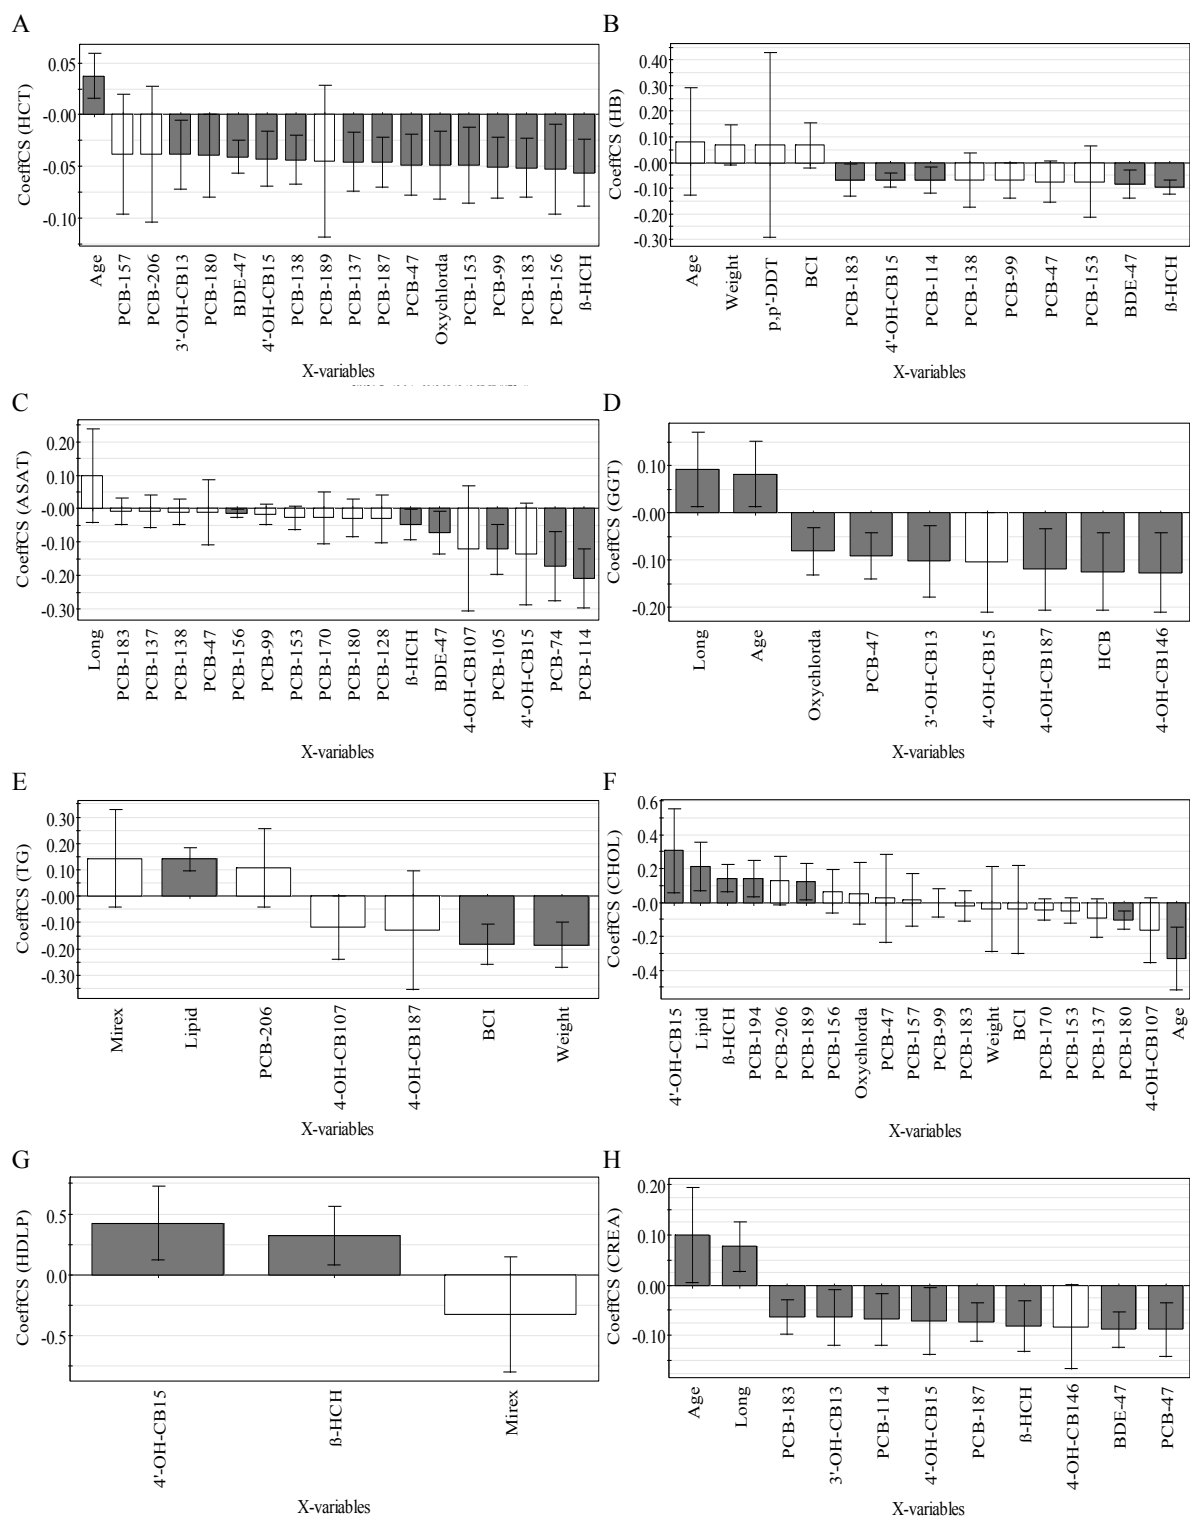 A
CoeffCS (HCT)
0.05
-0.00
-0.05
-0.10
Age
PCB-157
PCB-206
3'-OH-CB13
PCB-180
BDE-47
4'-OH-CB15
PCB-138
PCB-189
PCB-137
PCB-187
PCB-47
Oxychlorda
PCB-153
PCB-99
PCB-183
PCB-156
ß-HCH
X-variables
B
CoeffCS (HB)
0.40
0.30
0.20
0.10
-0.00
-0.10
-0.20
-0.30
Age
Weight
p,p'-DDT
BCI
PCB-183
4'-OH-CB15
PCB-114
PCB-138
PCB-99
PCB-47
PCB-153
BDE-47
ß-HCH
X-variables
C
CoeffCS (ASAT)
0.20
0.10
-0.00
-0.10
-0.20
-0.30
Long
PCB-183
PCB-137
PCB-138
PCB-47
PCB-156
PCB-99
PCB-153
PCB-170
PCB-180
PCB-128
ß-HCH
BDE-47
4-OH-CB107
PCB-105
4'-OH-CB15
PCB-74
PCB-114
X-variables
D
CoeffCS (GGT)
0.10
-0.00
-0.10
-0.20
Long
Age
Oxychlorda
PCB-47
3'-OH-CB13
4'-OH-CB15
4-OH-CB187
HCB
4-OH-CB146
X-variables
E
CoeffCS (TG)
0.30
0.20
0.10
-0.00
-0.10
-0.20
-0.30
Mirex
Lipid
PCB-206
4-OH-CB107
4-OH-CB187
BCI
Weight
X-variables
F
CoeffCS (CHOL)
0.6
0.4
0.2
-0.0
-0.2
-0.4
4'-OH-CB15
Lipid
ß-HCH
PCB-194
PCB-206
PCB-189
PCB-156
Oxychlorda
PCB-47
PCB-157
PCB-99
PCB-183
Weight
BCI
PCB-170
PCB-153
PCB-137
PCB-180
4-OH-CB107
Age
X-variables
G
CoeffCS (HDLP)
0.5
0.0
-0.5
4'-OH-CB15
ß-HCH
Mirex
X-variables
H
CoeffCS (CREA)
0.20
0.10
0.00
-0.10
Age
Long
PCB-183
3'-OH-CB13
PCB-114
4'-OH-CB15
PCB-187
ß-HCH
4-OH-CB146
BDE-47
PCB-47
X-variables